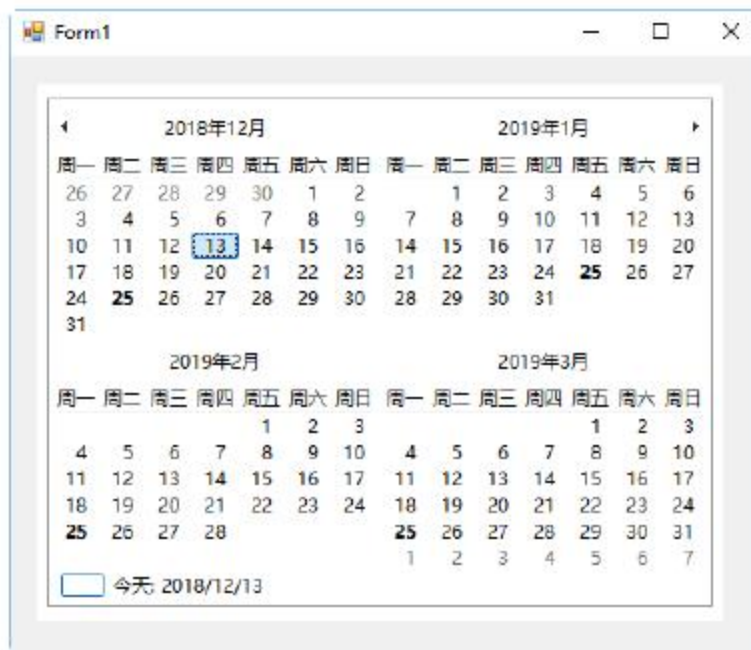 Form1
2018年12月 2019年1月
周一 周二 周三 周四 周五 周六 周日 周一 周二 周三 周四 周五 周六 周日
26 27 28 29 30 1 2 1 2 3 4 5 6
3 4 5 6 7 8 9 7 8 9 10 11 12 13
10 11 12 13 14 15 16 14 15 16 17 18 19 20
17 18 19 20 21 22 23 21 22 23 24 25 26 27
24 25 26 27 28 29 30 28 29 30 31
31
2019年2月 2019年3月
周一 周二 周三 周四 周五 周六 周日 周一 周二 周三 周四 周五 周六 周日
1 2 3 1 2 3
4 5 6 7 8 9 10 4 5 6 7 8 9 10
11 12 13 14 15 16 17 11 12 13 14 15 16 17
18 19 20 21 22 23 24 18 19 20 21 22 23 24
25 26 27 28 25 26 27 28 29 30 31
1 2 3 4 5 6 7
今天: 2018/12/13